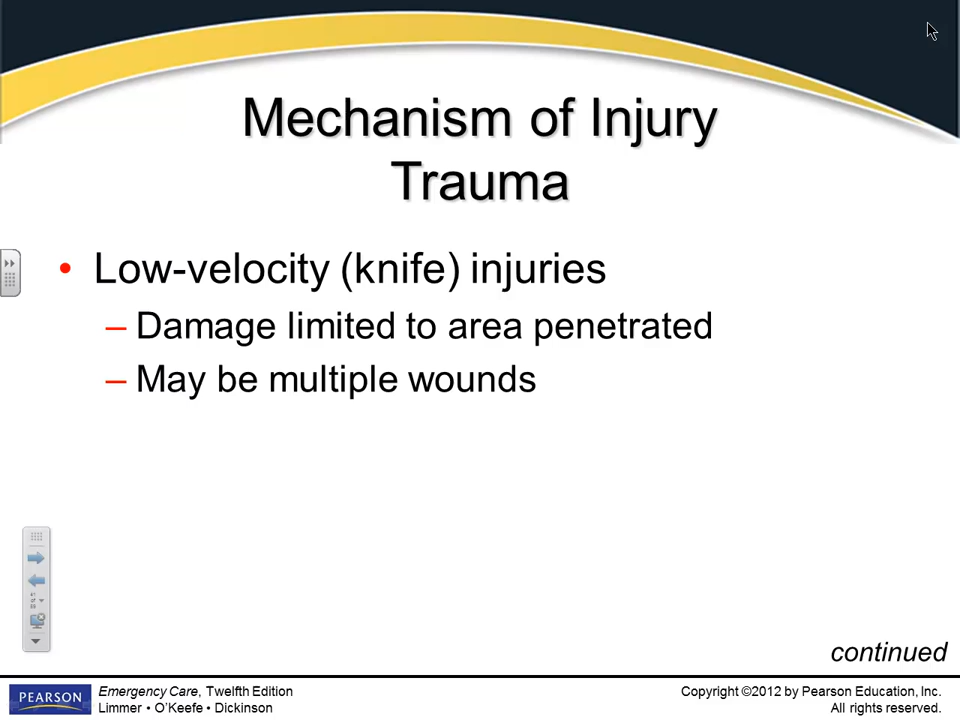 Mechanism of Injury
Trauma
• Low-velocity (knife) injuries
– Damage limited to area penetrated
– May be multiple wounds
continued
PEARSON
Emergency Care, Twelfth Edition
Limmer • O’Keefe • Dickinson
Copyright ©2012 by Pearson Education, Inc.
All rights reserved.